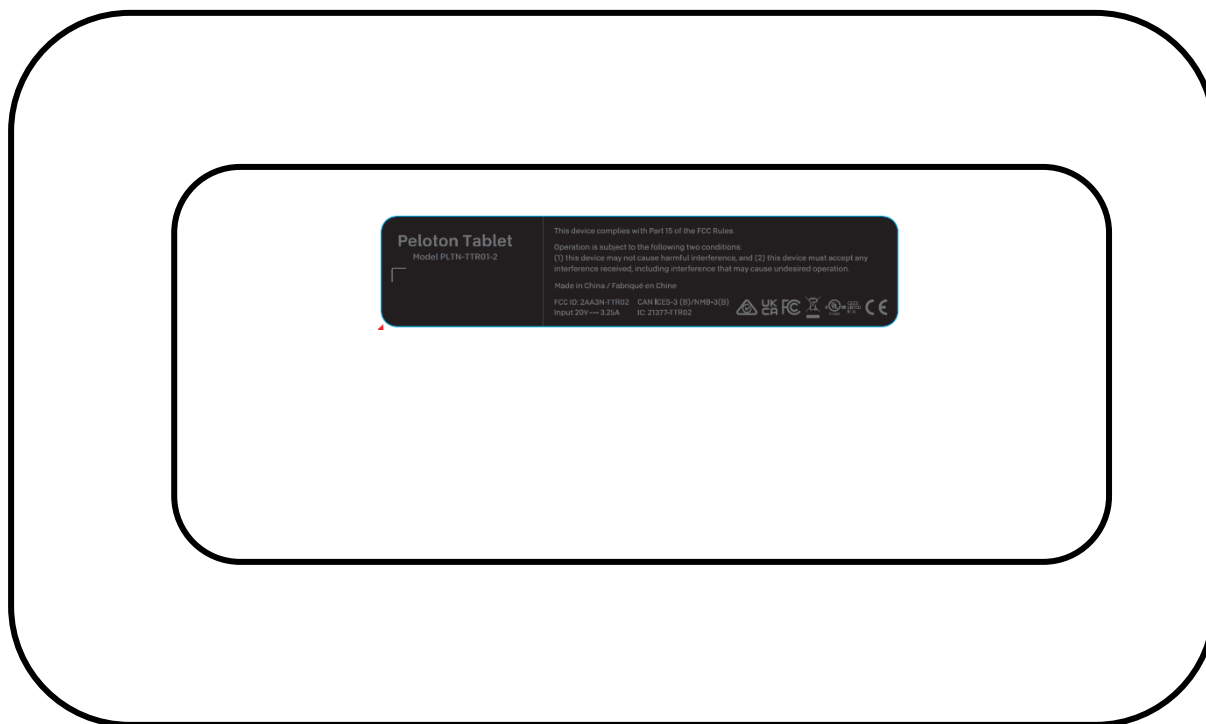 Peloton Tablet
Model PLTN-TTR01-2
This device complies with Part 15 of the FCC Rules.
Operation is subject to the following two conditions:
(1) this device may not cause harmful interference, and (2) this device must accept any
interference received, including interference that may cause undesired operation.
Made in China / Fabriqué en Chine
FCC ID: 2AA3N-TTR02 CAN ICES-3 (B)/NMB-3(B)
Input 20V⎓3.25A IC: 21377-TTR02
UK
CA
FC
UL
CE